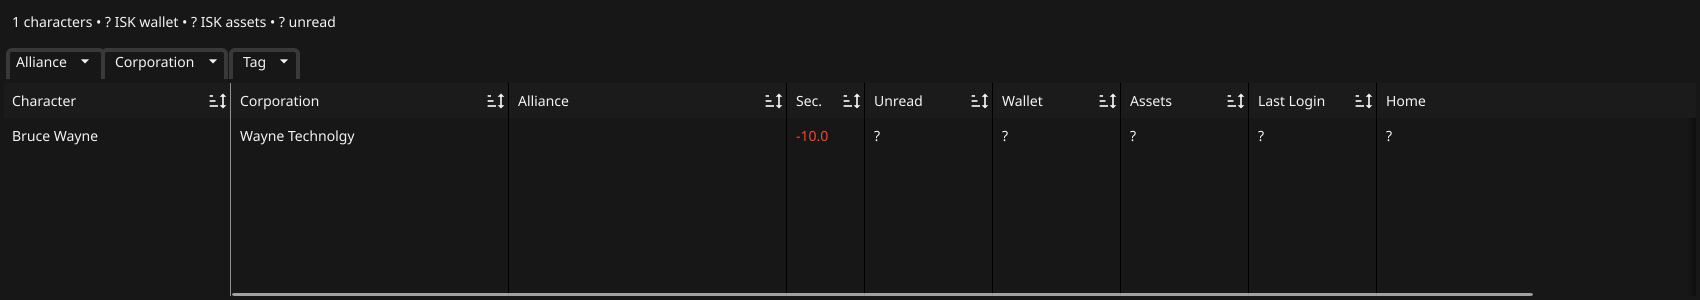 1 characters • ? ISK wallet • ? ISK assets • ? unread
Alliance Corporation Tag
Character Corporation Alliance Sec. Unread Wallet Assets Last Login Home
Bruce Wayne Wayne Technolgy -10.0 ? ? ? ? ?